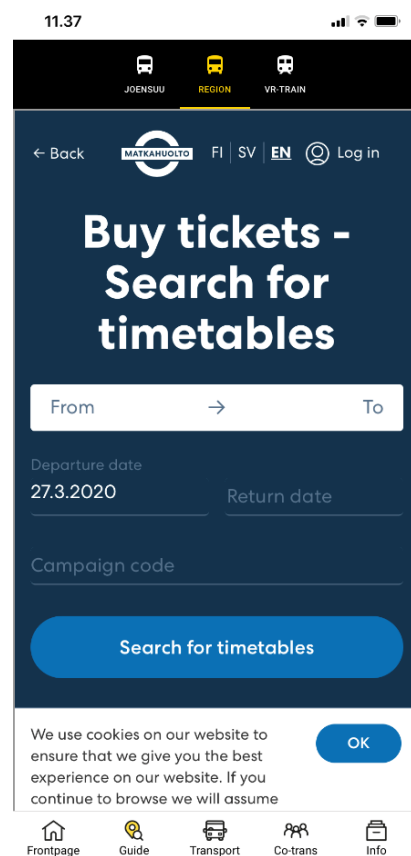 11.37
JOENSUU REGION VR-TRAIN
← Back MATKAHUOLTO FI | SV | EN Log in
Buy tickets -
Search for
timetables
From → To
Departure date
27.3.2020 Return date
Campaign code
Search for timetables
We use cookies on our website to
ensure that we give you the best
experience on our website. If you
continue to browse we will assume
OK
Frontpage Guide Transport Co-trans Info